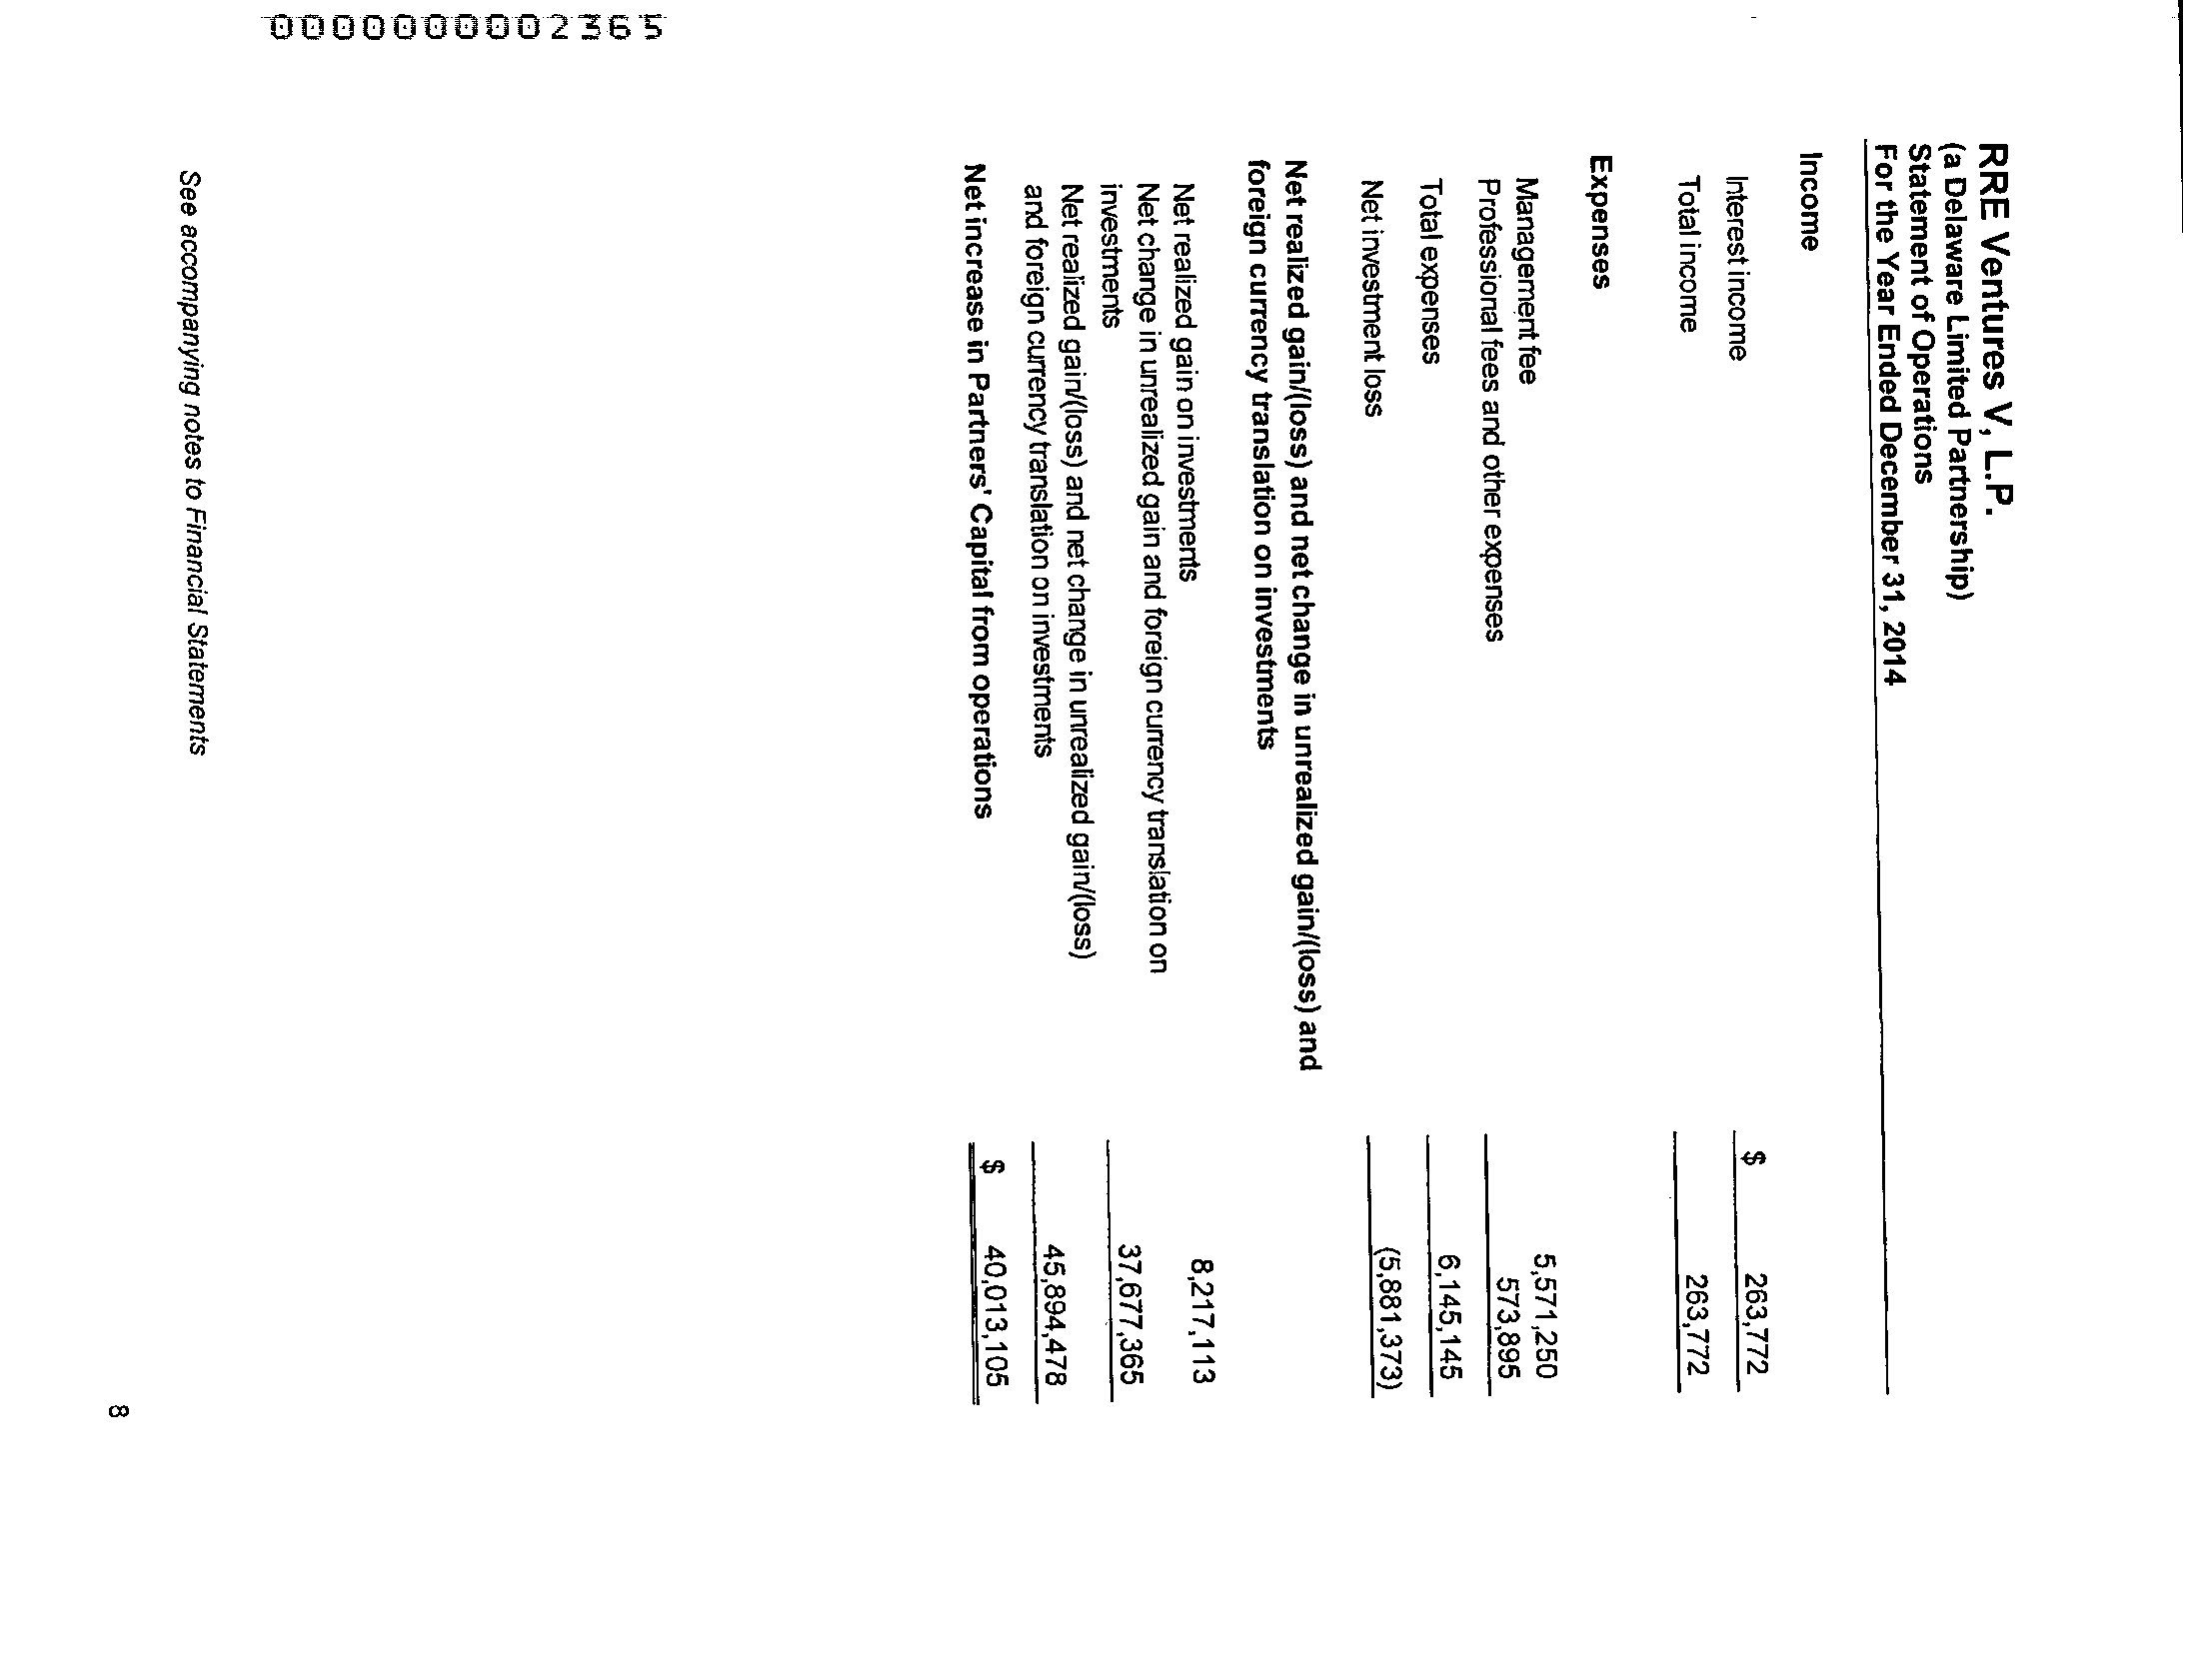 RRE Ventures V, L.P.
(a Delaware Limited Partnership)
Statement of Operations
For the Year Ended December 31, 2014
Income
Interest income $ 263,772
Total income 263,772
Expenses
Management fee 5,571,250
Professional fees and other expenses 573,895
Total expenses 6,145,145
Net investment loss (5,881,373)
Net realized gain/(loss) and net change in unrealized gain/(loss) and
foreign currency translation on investments
Net realized gain on investments 8,217,113
Net change in unrealized gain and foreign currency translation on
investments 37,677,365
Net realized gain/(loss) and net change in unrealized gain/(loss)
and foreign currency translation on investments 45,894,478
Net increase in Partners' Capital from operations $ 40,013,105
See accompanying notes to Financial Statements
8
0000000002365